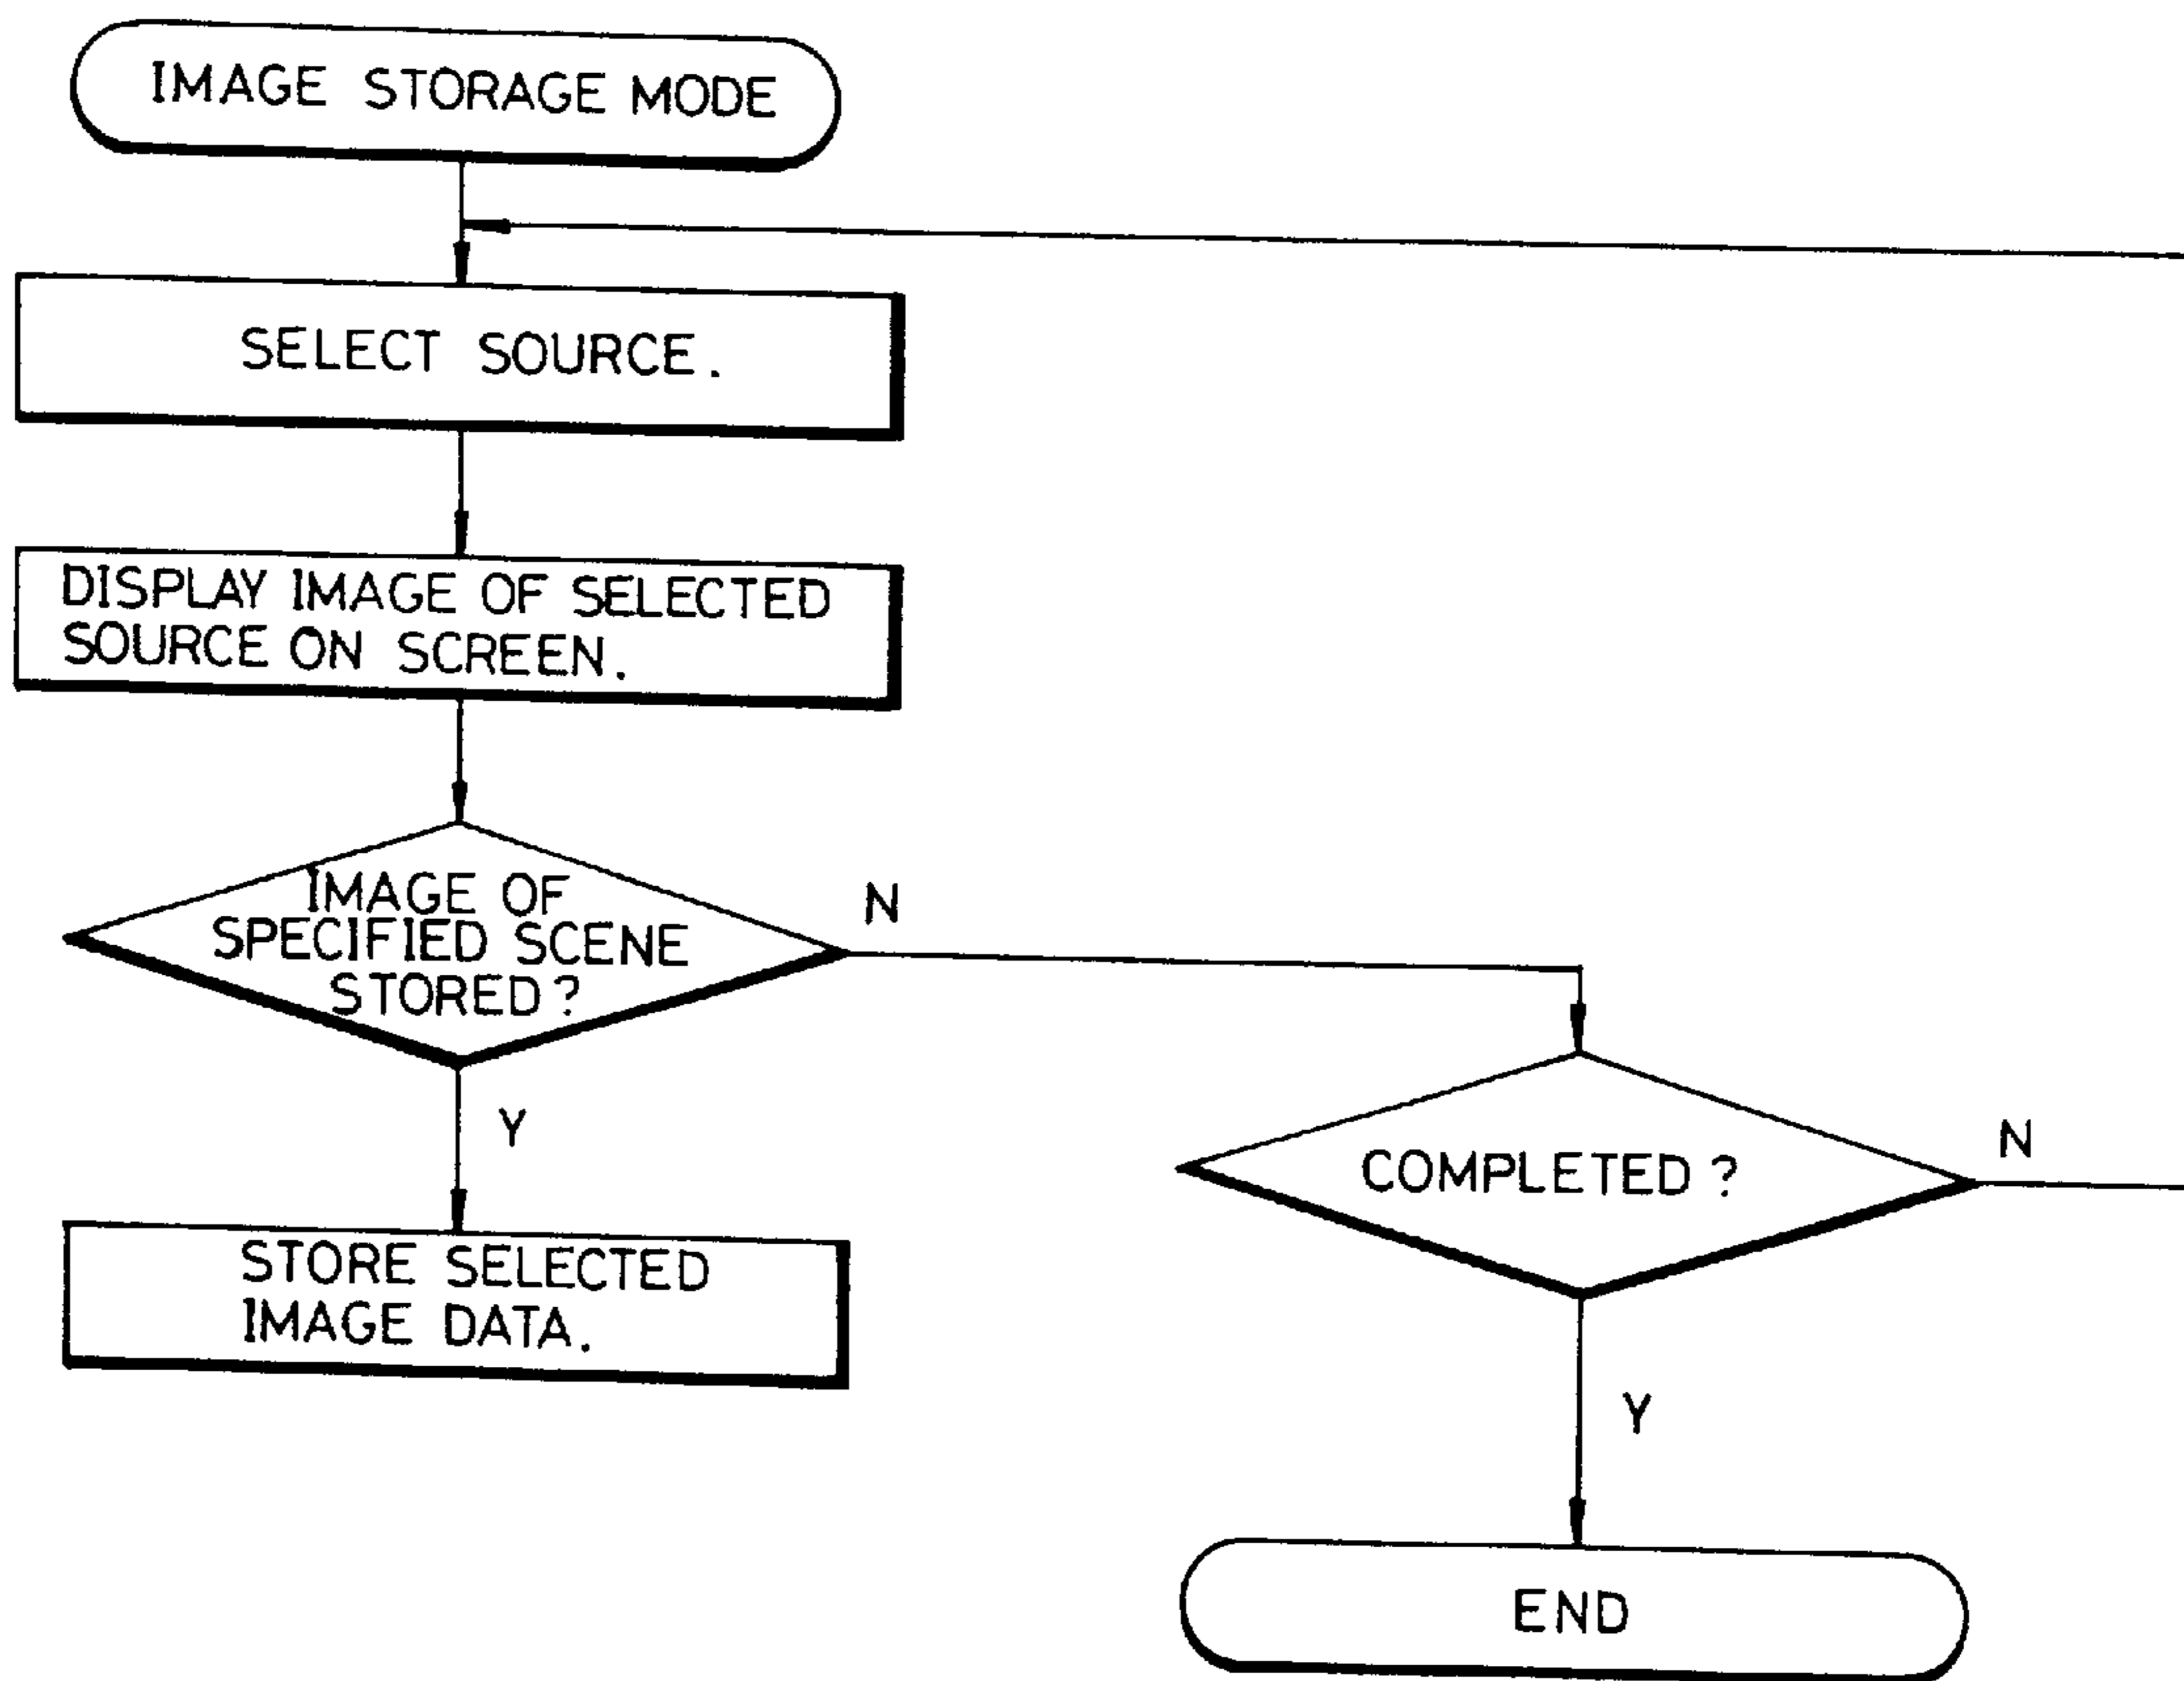 IMAGE STORAGE MODE
SELECT SOURCE.
DISPLAY IMAGE OF SELECTED
SOURCE ON SCREEN.
IMAGE OF
SPECIFIED SCENE
STORED?
N
Y
STORE SELECTED
IMAGE DATA.
COMPLETED?
N
Y
END